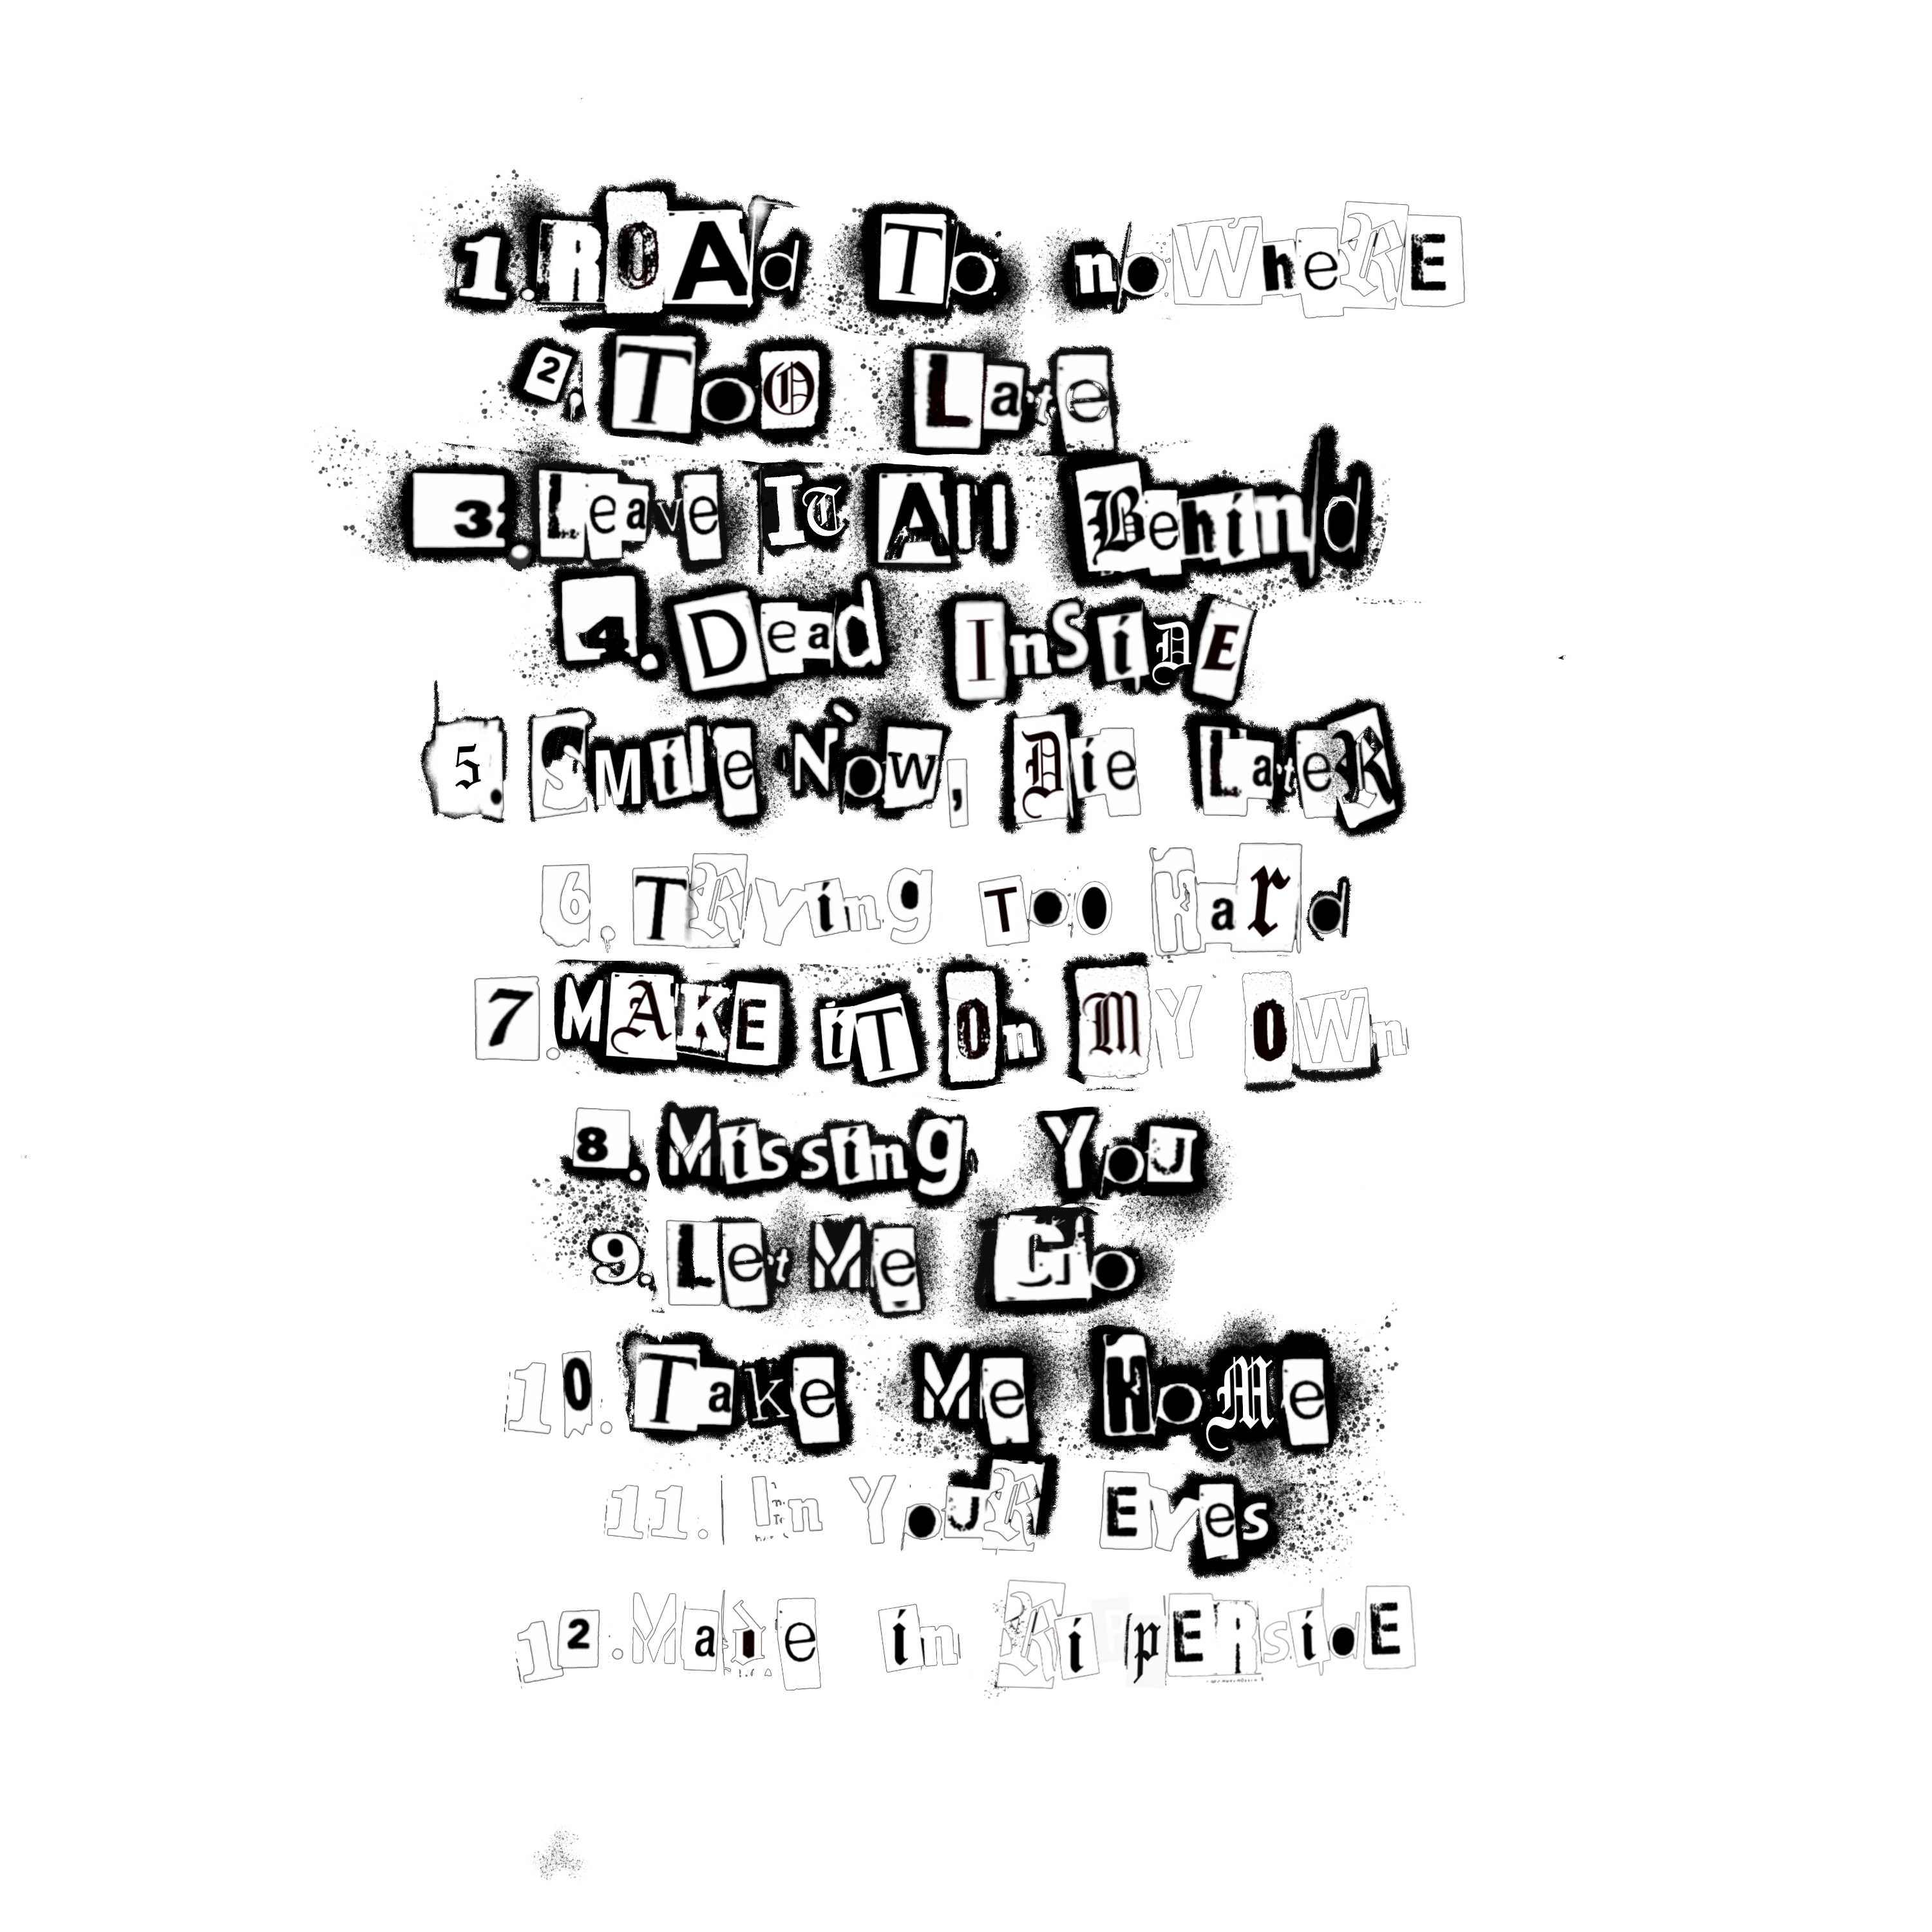 1.ROAd To noWheRE
2. ToO Late
3.Leave IT All Behind
4. Dead InSiDE
5. SMile Now, Die LateR
6. TRYing Too Hard
7.MAKE iT On MY OWn
8. Missing YoU
9. Let Me Go
10. Take Me HoMe
11. In YoUR EYes
12.Made in RipERsidE